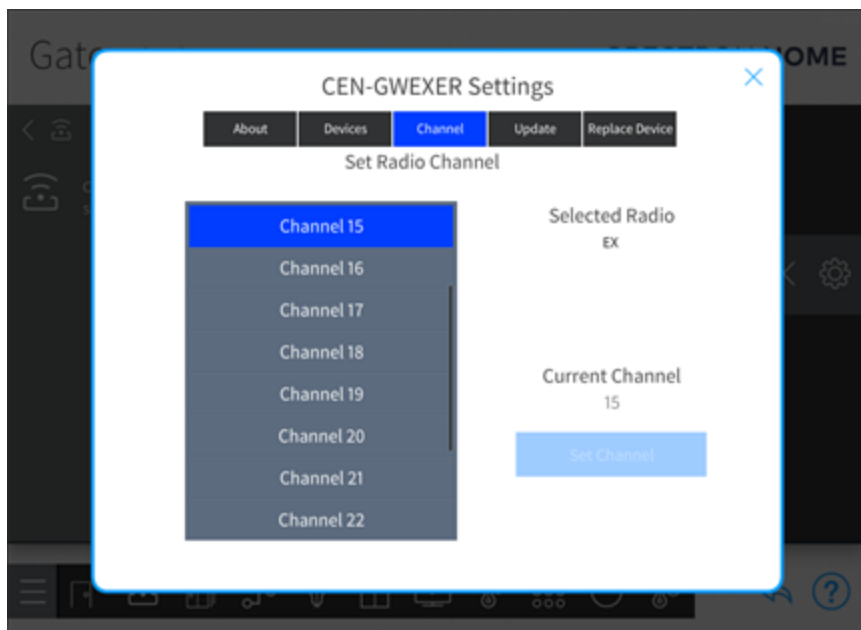 CEN-GWEXER Settings
OME
About
Devices
Channel
Update
Replace Device
Set Radio Channel
Channel 15
Channel 16
Channel 17
Channel 18
Channel 19
Channel 20
Channel 21
Channel 22
Selected Radio
EX
Current Channel
15
Set Channel
?